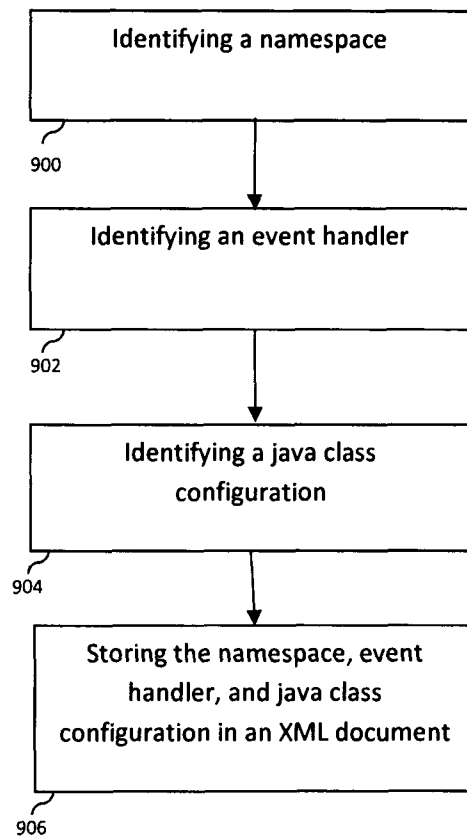 Identifying a namespace
900
Identifying an event handler
902
Identifying a java class
configuration
904
Storing the namespace, event
handler, and java class
configuration in an XML document
906